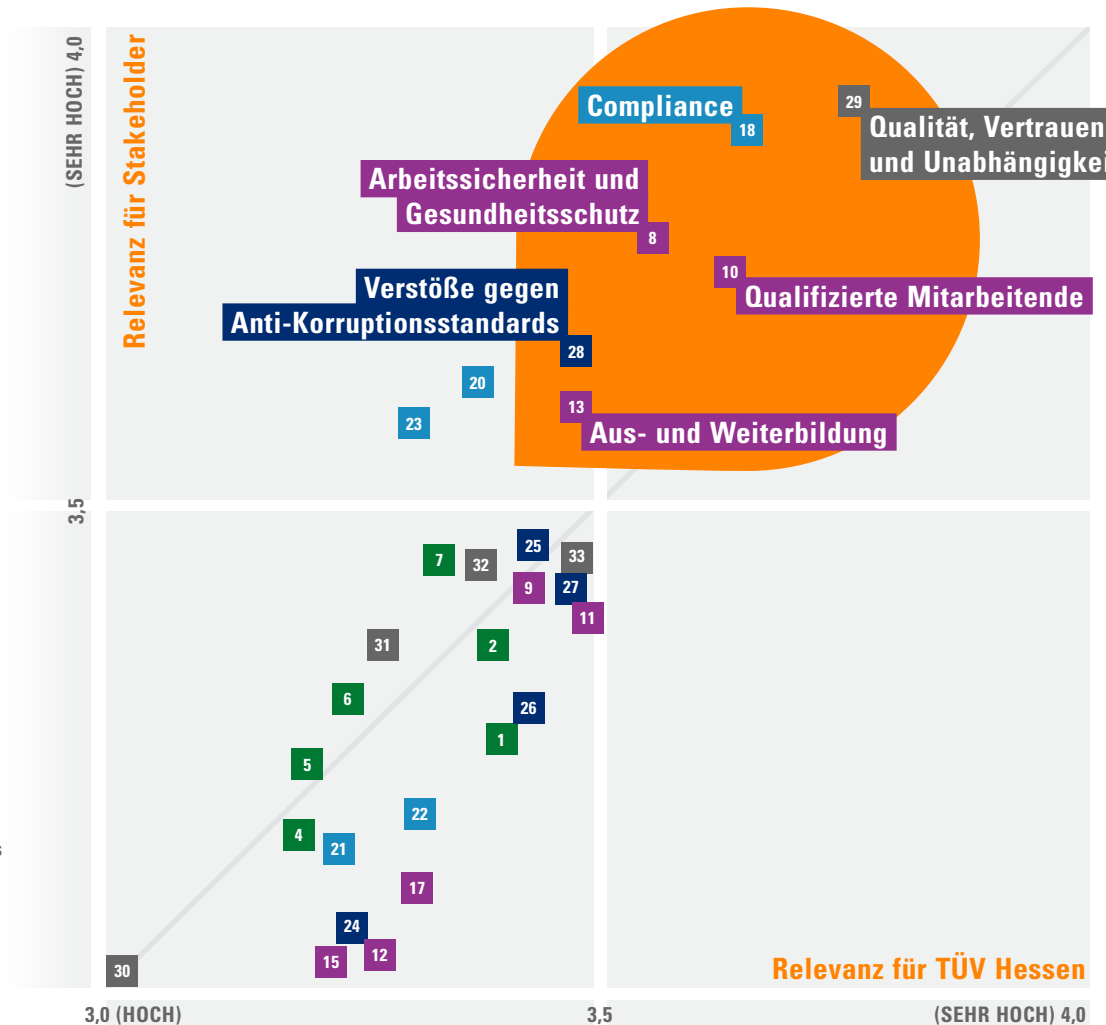 (SEHR HOCH) 4,0
Relevanz für Stakeholder
Compliance
18
29
Qualität, Vertrauen
und Unabhängigkei
Arbeitssicherheit und
Gesundheitsschutz
8
10
Qualifizierte Mitarbeitende
Verstöße gegen
Anti-Korruptionsstandards
28
20
23
13
Aus- und Weiterbildung
3,5
7
32
25
33
9
27
11
31
2
6
26
1
5
22
4
21
s
17
24
15
12
30
Relevanz für TÜV Hessen
3,0 (HOCH)
3,5
(SEHR HOCH) 4,0